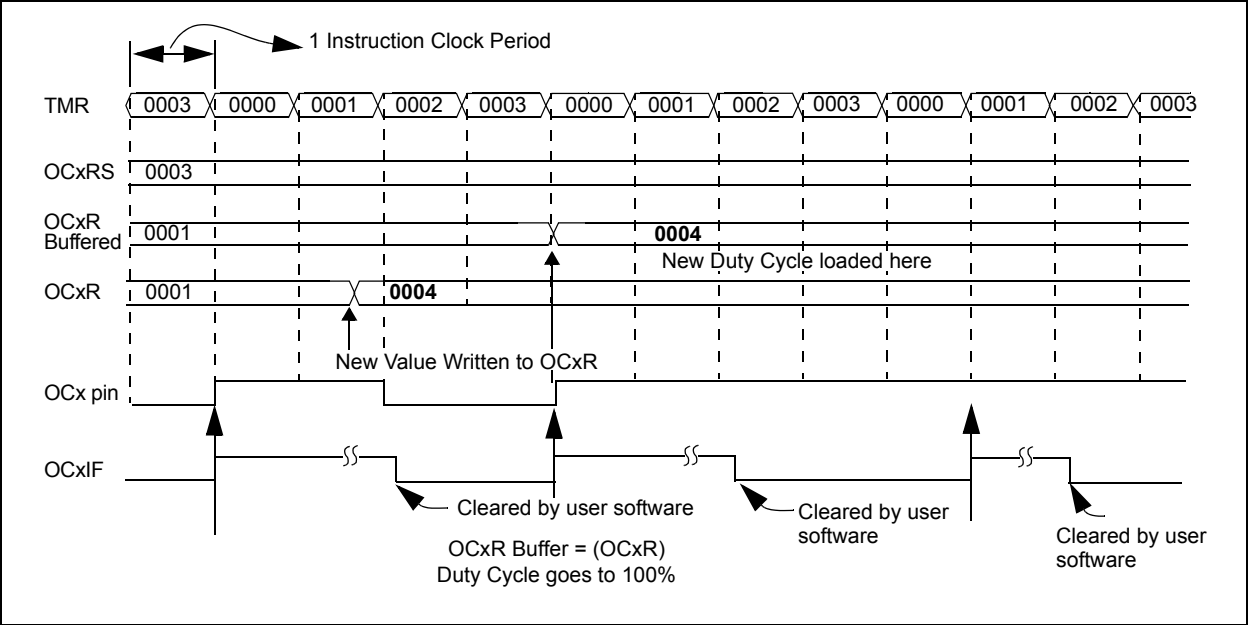 1 Instruction Clock Period
TMR 0003 0000 0001 0002 0003 0000 0001 0002 0003 0000 0001 0002 0003
OCxRS 0003
OCxR
Buffered 0001 0004
New Duty Cycle loaded here
OCxR 0001 0004
New Value Written to OCxR
OCx pin
OCxIF
Cleared by user software
Cleared by user
software
Cleared by user
software
OCxR Buffer = (OCxR)
Duty Cycle goes to 100%